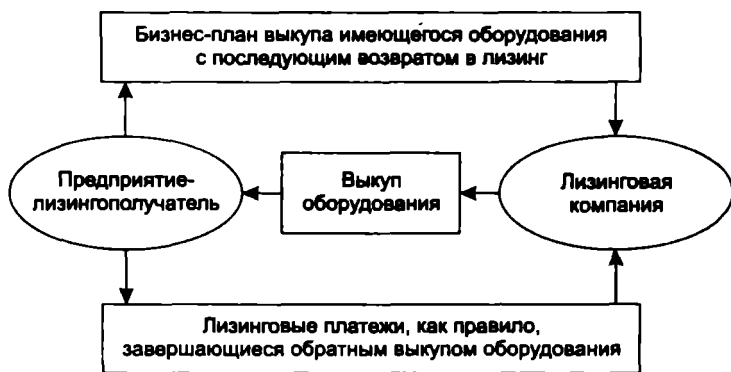 Бизнес-план выкупа имеющегося оборудования
с последующим возвратом в лизинг
Предприятие-
лизингополучатель
Выкуп
оборудования
Лизинговая
компания
Лизинговые платежи, как правило,
завершающиеся обратным выкупом оборудования